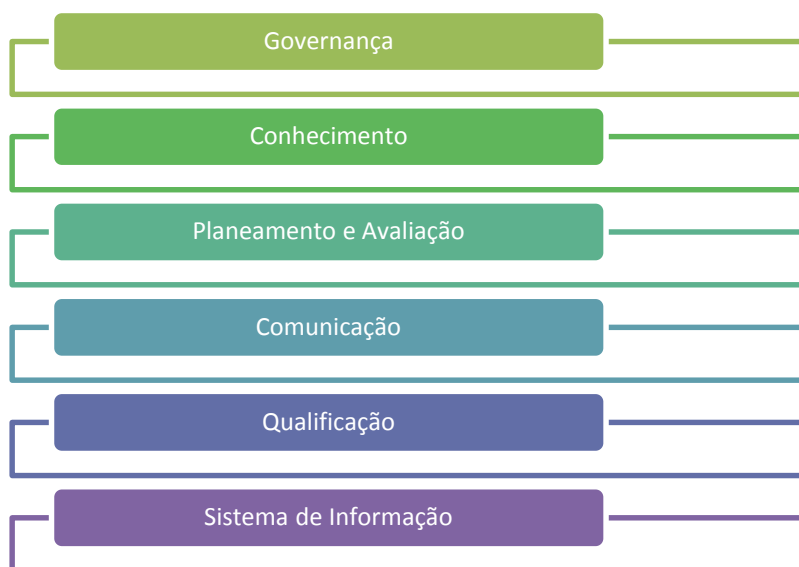 Governança
Conhecimento
Planeamento e Avaliação
Comunicação
Qualificação
Sistema de Informação